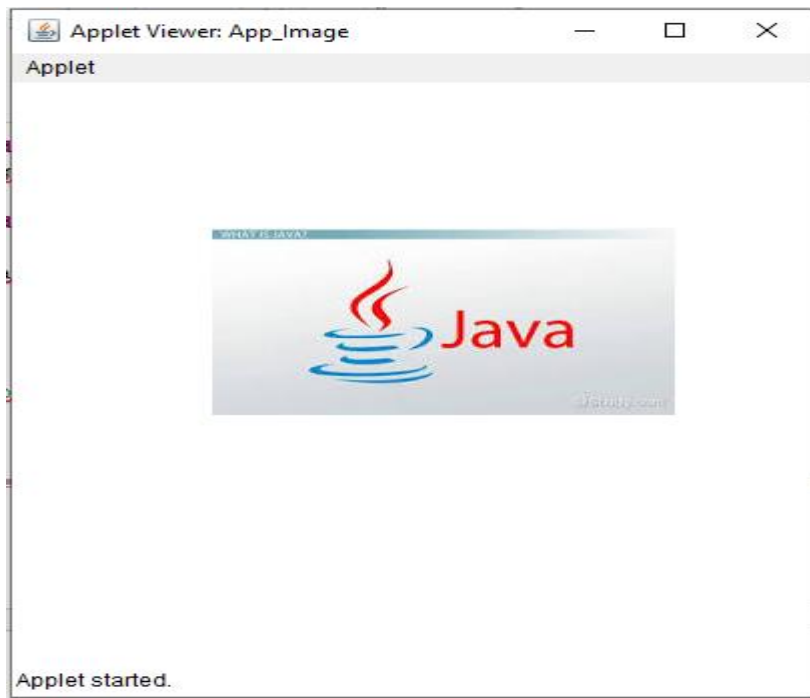 Applet Viewer: App_Image
Applet
WHAT IS JAVA?
Java
Applet started.